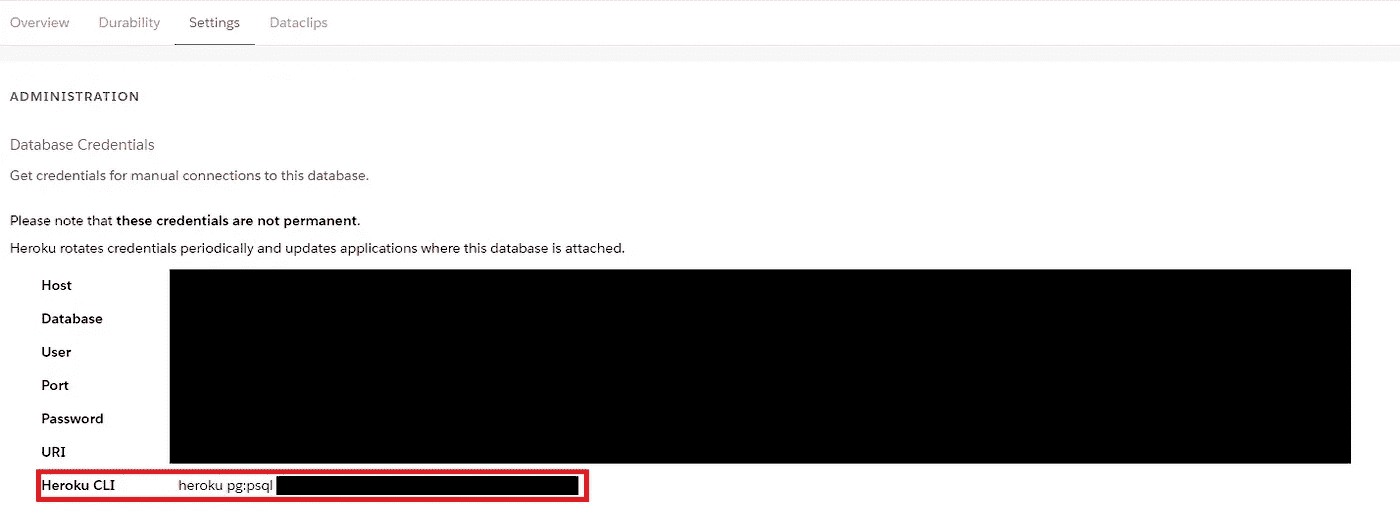 Overview Durability Settings Dataclips
ADMINISTRATION
Database Credentials
Get credentials for manual connections to this database.
Please note that these credentials are not permanent.
Heroku rotates credentials periodically and updates applications where this database is attached.
Host
Database
User
Port
Password
URI
Heroku CLI heroku pg:psql